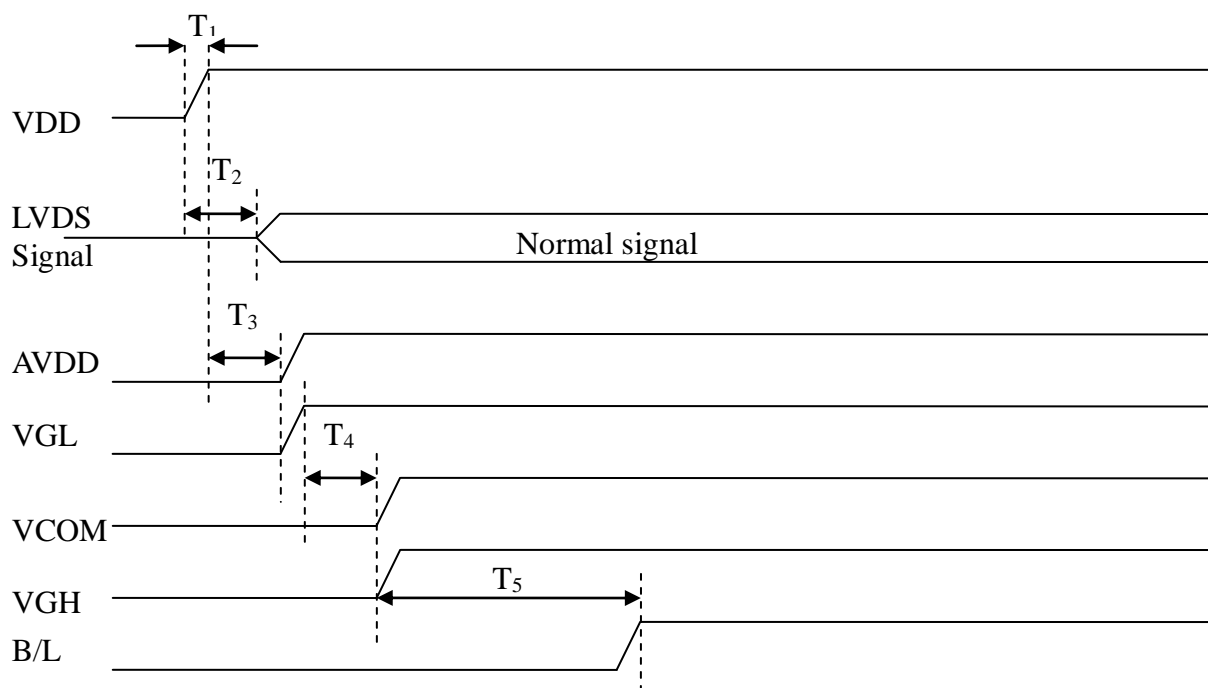 T₁
VDD
T₂
LVDS
Signal
Normal signal
T₃
AVDD
VGL
T₄
VCOM
VGH
T₅
B/L